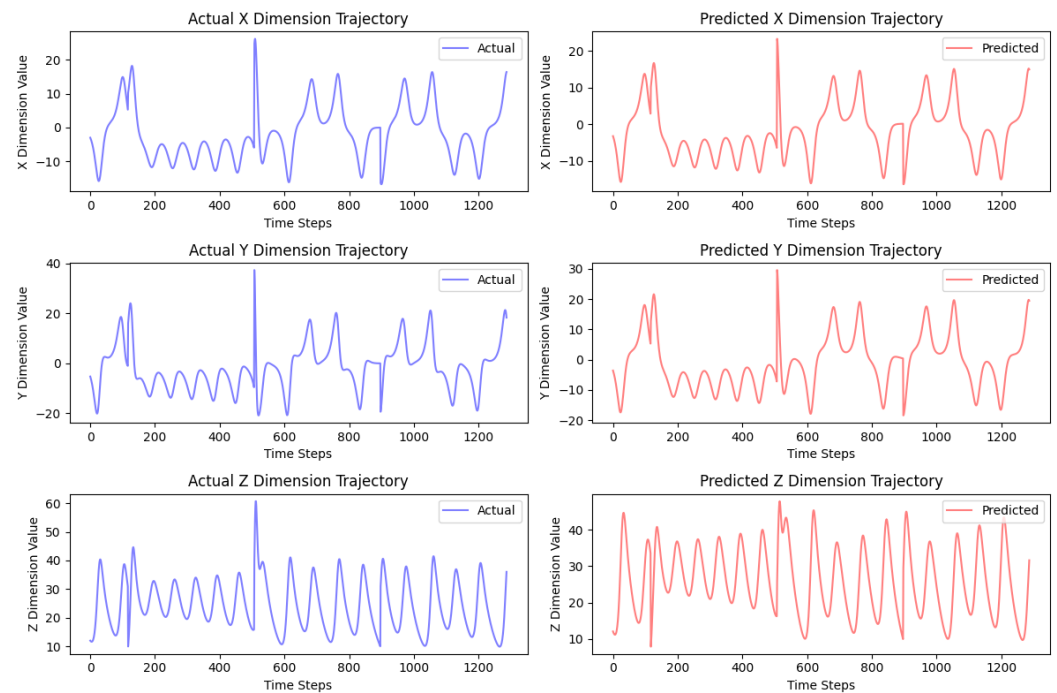 Actual X Dimension Trajectory
X Dimension Value
20
10
0
−10
Actual
0 200 400 600 800 1000 1200
Time Steps
Predicted X Dimension Trajectory
X Dimension Value
20
10
0
−10
Predicted
0 200 400 600 800 1000 1200
Time Steps
Actual Y Dimension Trajectory
Y Dimension Value
40
20
0
−20
Actual
0 200 400 600 800 1000 1200
Time Steps
Predicted Y Dimension Trajectory
Y Dimension Value
30
20
10
0
−10
−20
Predicted
0 200 400 600 800 1000 1200
Time Steps
Actual Z Dimension Trajectory
Z Dimension Value
60
50
40
30
20
10
Actual
0 200 400 600 800 1000 1200
Time Steps
Predicted Z Dimension Trajectory
Z Dimension Value
40
30
20
10
Predicted
0 200 400 600 800 1000 1200
Time Steps